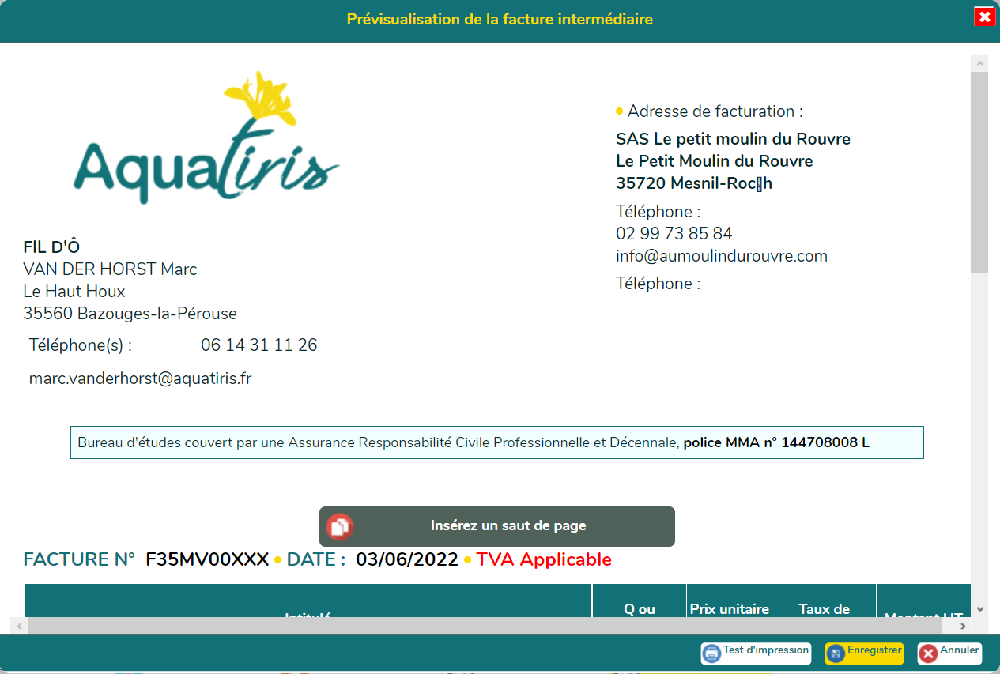 Prévisualisation de la facture intermédiaire
Aquatiris
Adresse de facturation :
SAS Le petit moulin du Rouvre
Le Petit Moulin du Rouvre
35720 Mesnil-Roc▯h
Téléphone :
02 99 73 85 84
info@aumoulindurouvre.com
Téléphone :
FIL D'Ô
VAN DER HORST Marc
Le Haut Houx
35560 Bazouges-la-Pérouse
Téléphone(s) : 06 14 31 11 26
marc.vanderhorst@aquatiris.fr
Bureau d'études couvert par une Assurance Responsabilité Civile Professionnelle et Décennale, police MMA n° 144708008 L
Insérez un saut de page
FACTURE N° F35MV00XXX • DATE : 03/06/2022 • TVA Applicable
Intitulé Q ou Prix unitaire Taux de Montant HT
Test d'impression Enregistrer Annuler